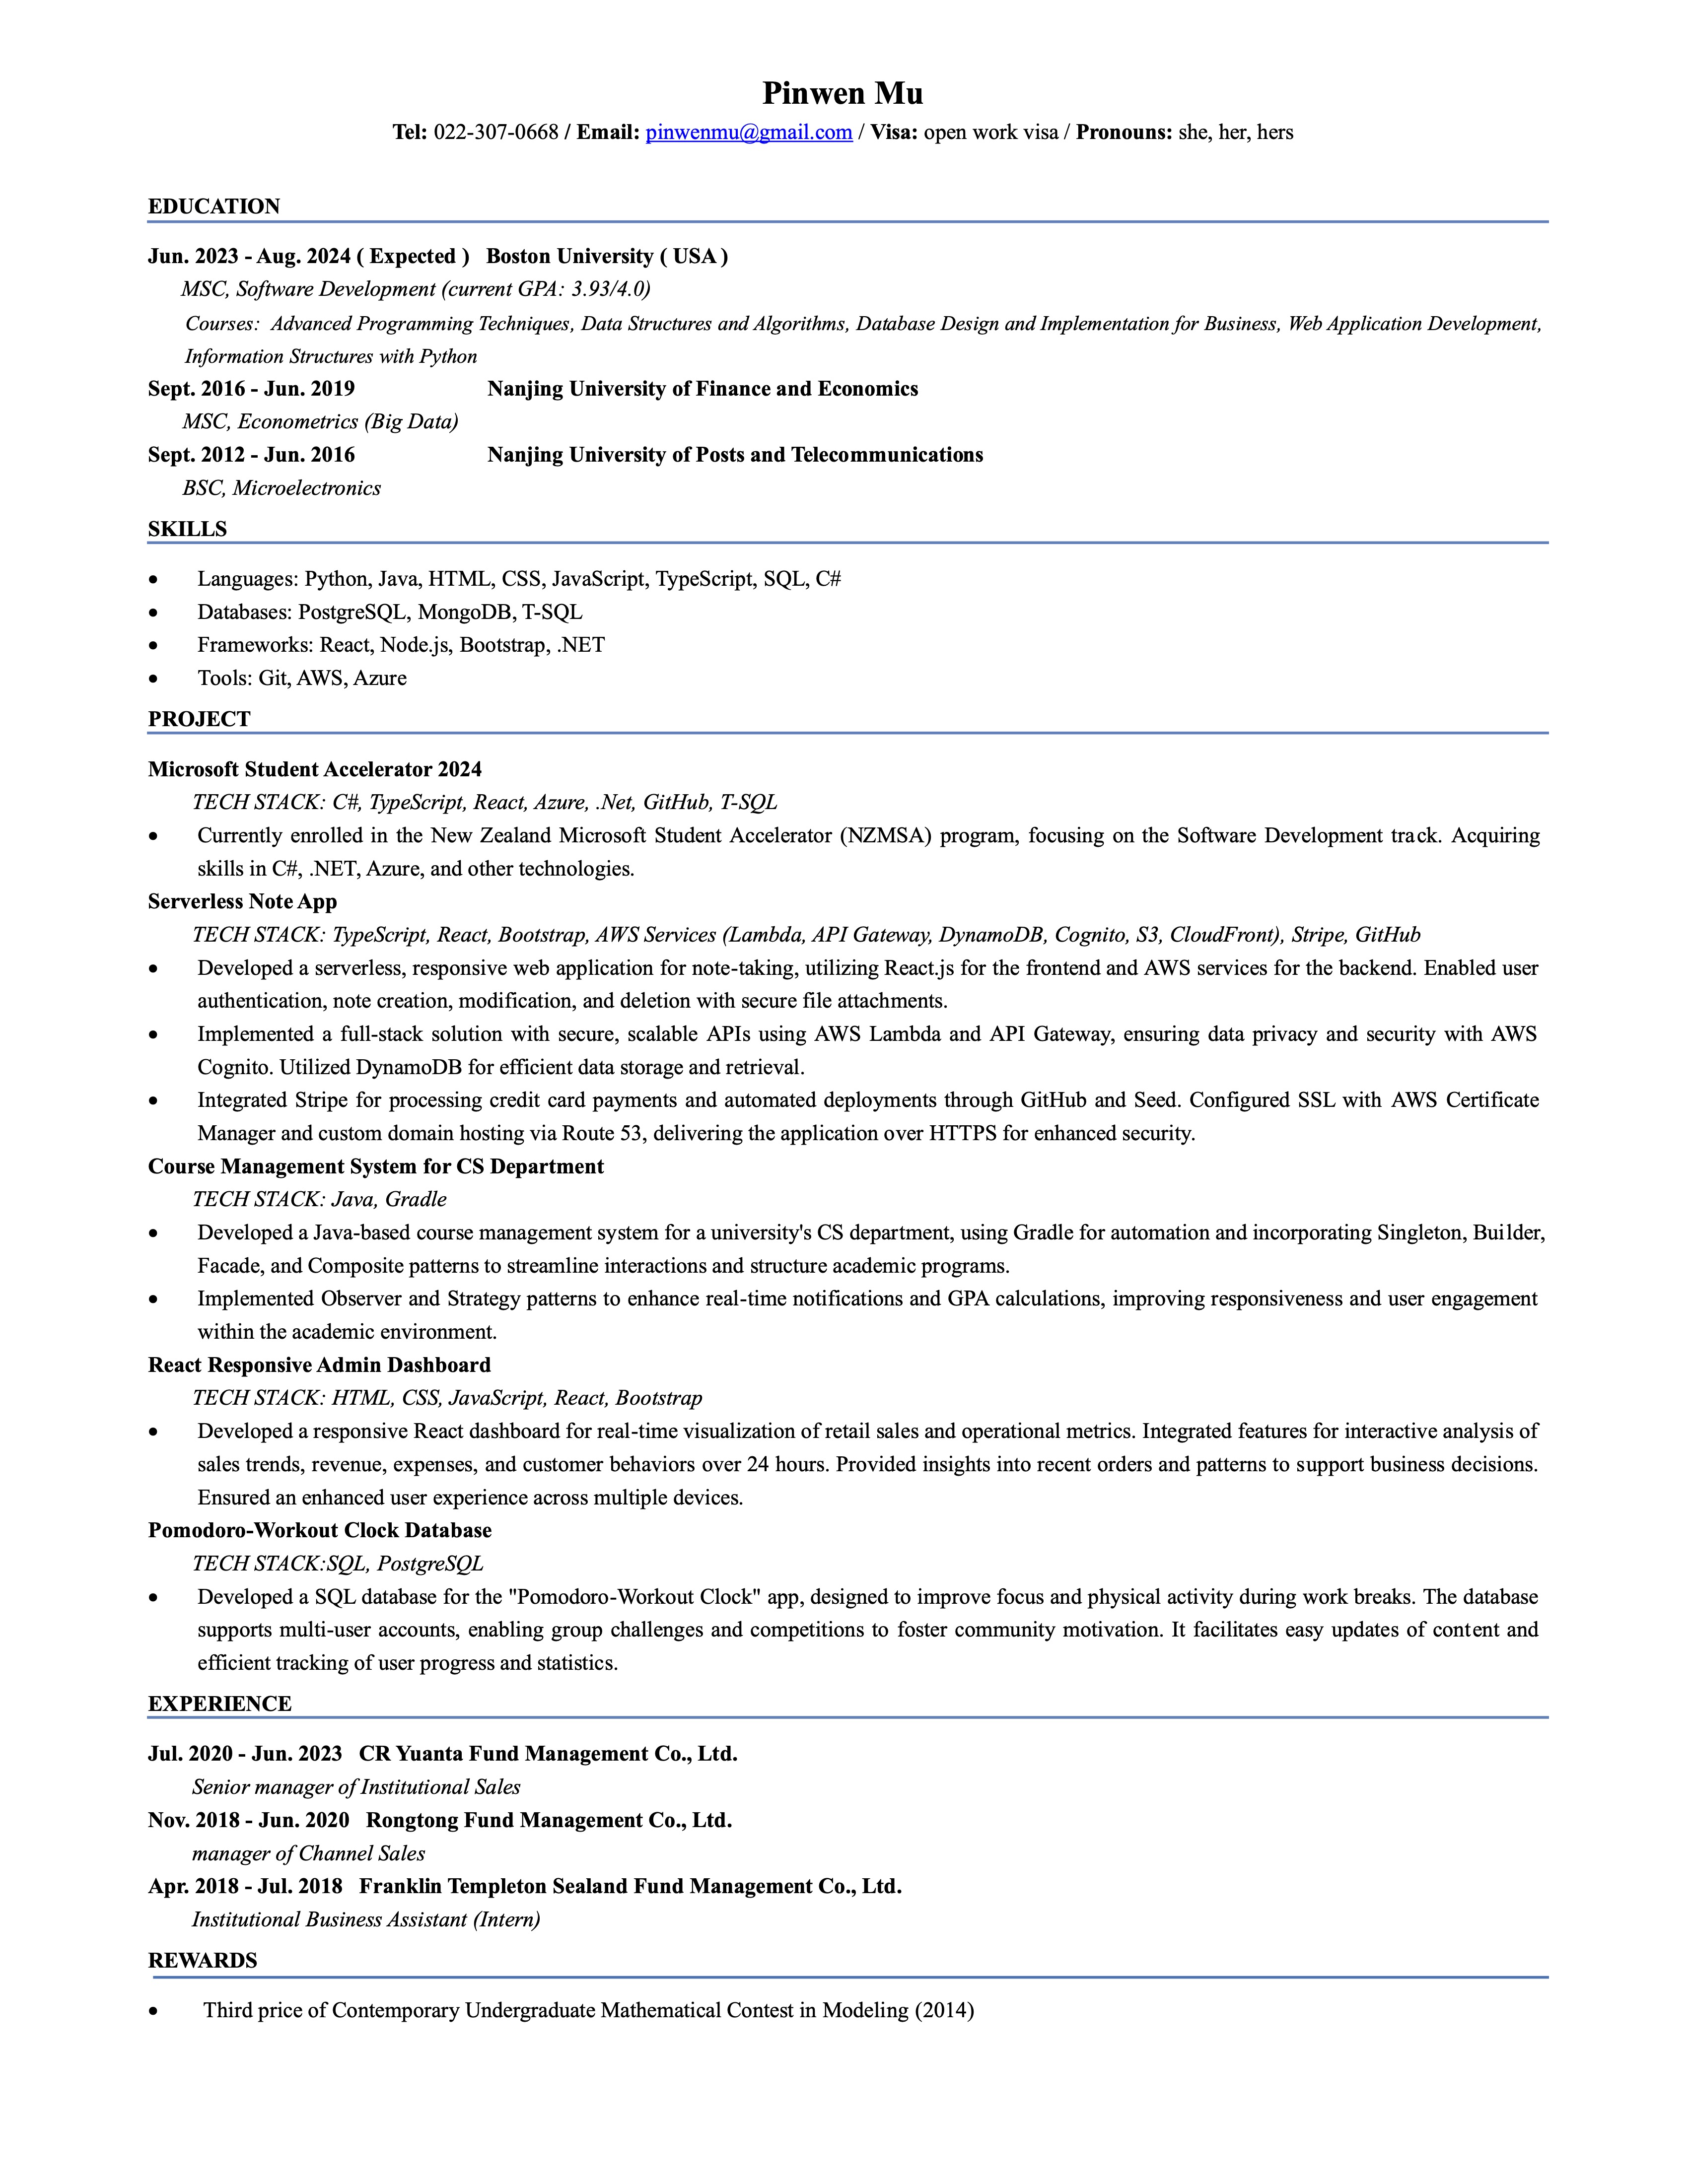 Pinwen Mu
Tel: 022-307-0668 / Email: pinwenmu@gmail.com / Visa: open work visa / Pronouns: she, her, hers
EDUCATION
Jun. 2023 - Aug. 2024 ( Expected ) Boston University ( USA )
MSC, Software Development (current GPA: 3.93/4.0)
Courses: Advanced Programming Techniques, Data Structures and Algorithms, Database Design and Implementation for Business, Web Application Development,
Information Structures with Python
Sept. 2016 - Jun. 2019 Nanjing University of Finance and Economics
MSC, Econometrics (Big Data)
Sept. 2012 - Jun. 2016 Nanjing University of Posts and Telecommunications
BSC, Microelectronics
SKILLS
• Languages: Python, Java, HTML, CSS, JavaScript, TypeScript, SQL, C#
• Databases: PostgreSQL, MongoDB, T-SQL
• Frameworks: React, Node.js, Bootstrap, .NET
• Tools: Git, AWS, Azure
PROJECT
Microsoft Student Accelerator 2024
TECH STACK: C#, TypeScript, React, Azure, .Net, GitHub, T-SQL
• Currently enrolled in the New Zealand Microsoft Student Accelerator (NZMSA) program, focusing on the Software Development track. Acquiring
skills in C#, .NET, Azure, and other technologies.
Serverless Note App
TECH STACK: TypeScript, React, Bootstrap, AWS Services (Lambda, API Gateway, DynamoDB, Cognito, S3, CloudFront), Stripe, GitHub
• Developed a serverless, responsive web application for note-taking, utilizing React.js for the frontend and AWS services for the backend. Enabled user
authentication, note creation, modification, and deletion with secure file attachments.
• Implemented a full-stack solution with secure, scalable APIs using AWS Lambda and API Gateway, ensuring data privacy and security with AWS
Cognito. Utilized DynamoDB for efficient data storage and retrieval.
• Integrated Stripe for processing credit card payments and automated deployments through GitHub and Seed. Configured SSL with AWS Certificate
Manager and custom domain hosting via Route 53, delivering the application over HTTPS for enhanced security.
Course Management System for CS Department
TECH STACK: Java, Gradle
• Developed a Java-based course management system for a university's CS department, using Gradle for automation and incorporating Singleton, Builder,
Facade, and Composite patterns to streamline interactions and structure academic programs.
• Implemented Observer and Strategy patterns to enhance real-time notifications and GPA calculations, improving responsiveness and user engagement
within the academic environment.
React Responsive Admin Dashboard
TECH STACK: HTML, CSS, JavaScript, React, Bootstrap
• Developed a responsive React dashboard for real-time visualization of retail sales and operational metrics. Integrated features for interactive analysis of
sales trends, revenue, expenses, and customer behaviors over 24 hours. Provided insights into recent orders and patterns to support business decisions.
Ensured an enhanced user experience across multiple devices.
Pomodoro-Workout Clock Database
TECH STACK:SQL, PostgreSQL
• Developed a SQL database for the "Pomodoro-Workout Clock" app, designed to improve focus and physical activity during work breaks. The database
supports multi-user accounts, enabling group challenges and competitions to foster community motivation. It facilitates easy updates of content and
efficient tracking of user progress and statistics.
EXPERIENCE
Jul. 2020 - Jun. 2023 CR Yuanta Fund Management Co., Ltd.
Senior manager of Institutional Sales
Nov. 2018 - Jun. 2020 Rongtong Fund Management Co., Ltd.
manager of Channel Sales
Apr. 2018 - Jul. 2018 Franklin Templeton Sealand Fund Management Co., Ltd.
Institutional Business Assistant (Intern)
REWARDS
• Third price of Contemporary Undergraduate Mathematical Contest in Modeling (2014)